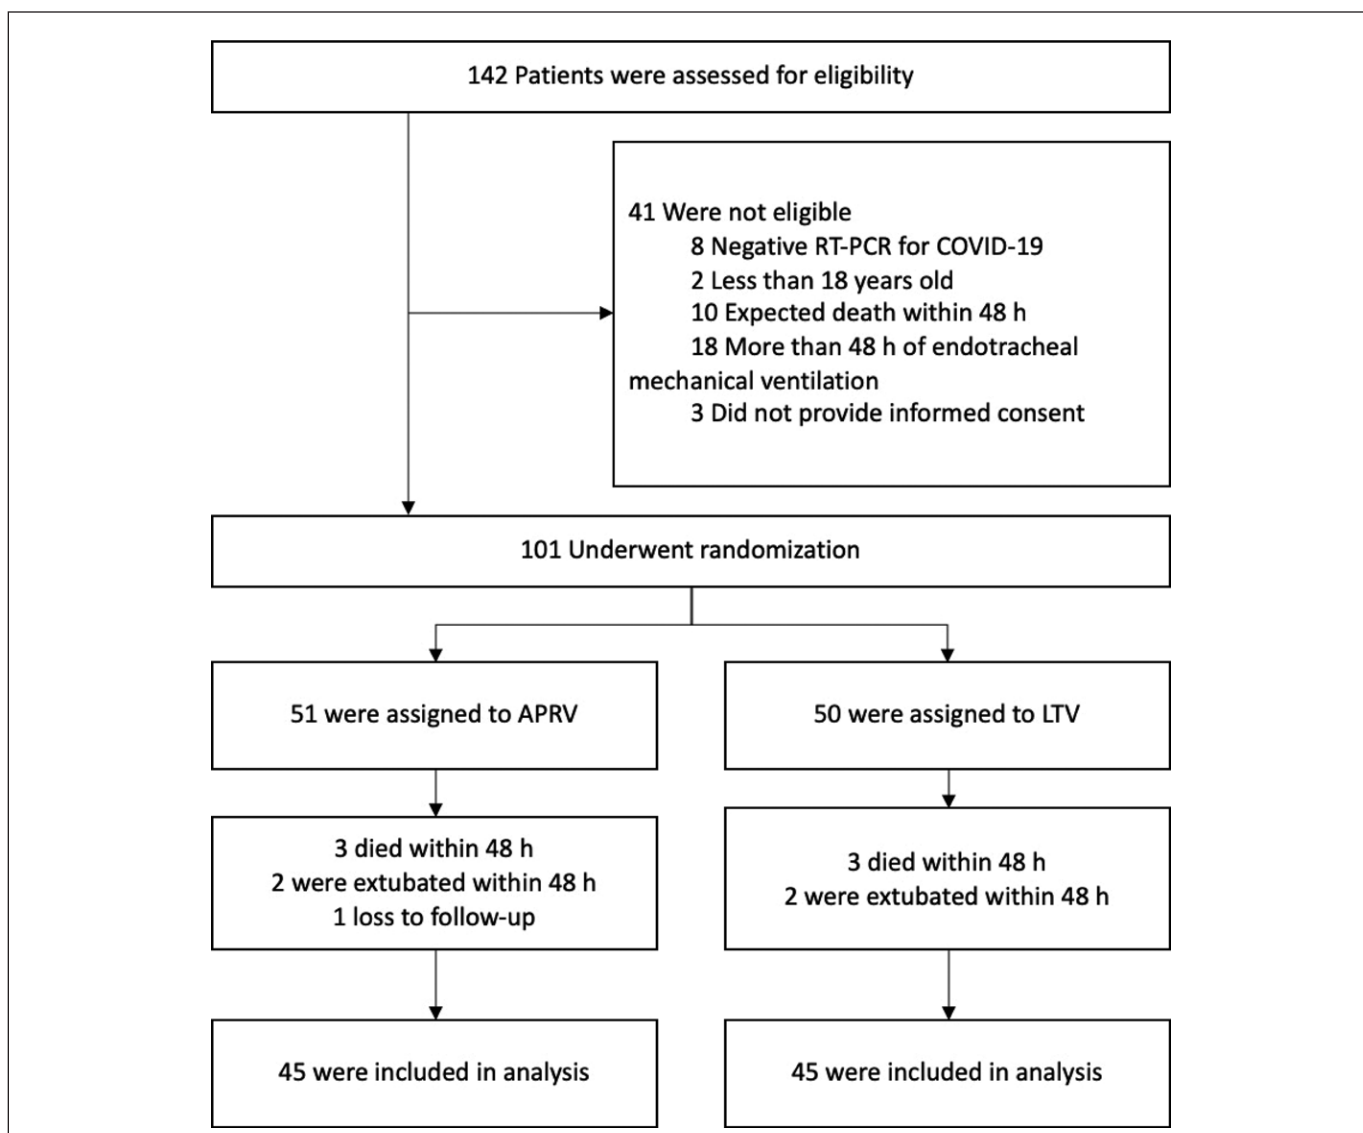 142 Patients were assessed for eligibility
41 Were not eligible
8 Negative RT-PCR for COVID-19
2 Less than 18 years old
10 Expected death within 48 h
18 More than 48 h of endotracheal
mechanical ventilation
3 Did not provide informed consent
101 Underwent randomization
51 were assigned to APRV
50 were assigned to LTV
3 died within 48 h
2 were extubated within 48 h
1 loss to follow-up
3 died within 48 h
2 were extubated within 48 h
45 were included in analysis
45 were included in analysis